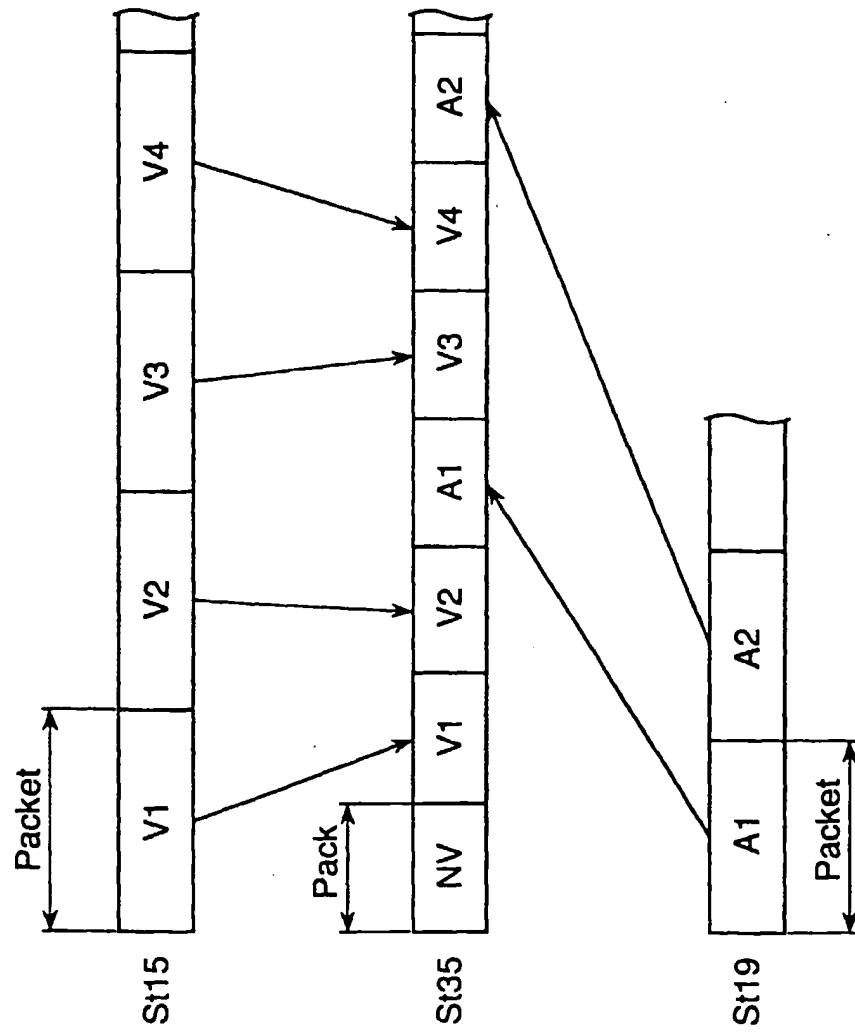 Packet
St15 V1 V2 V3 V4
Pack
St35 NV V1 V2 A1 V3 V4 A2
St19 A1 A2
Packet